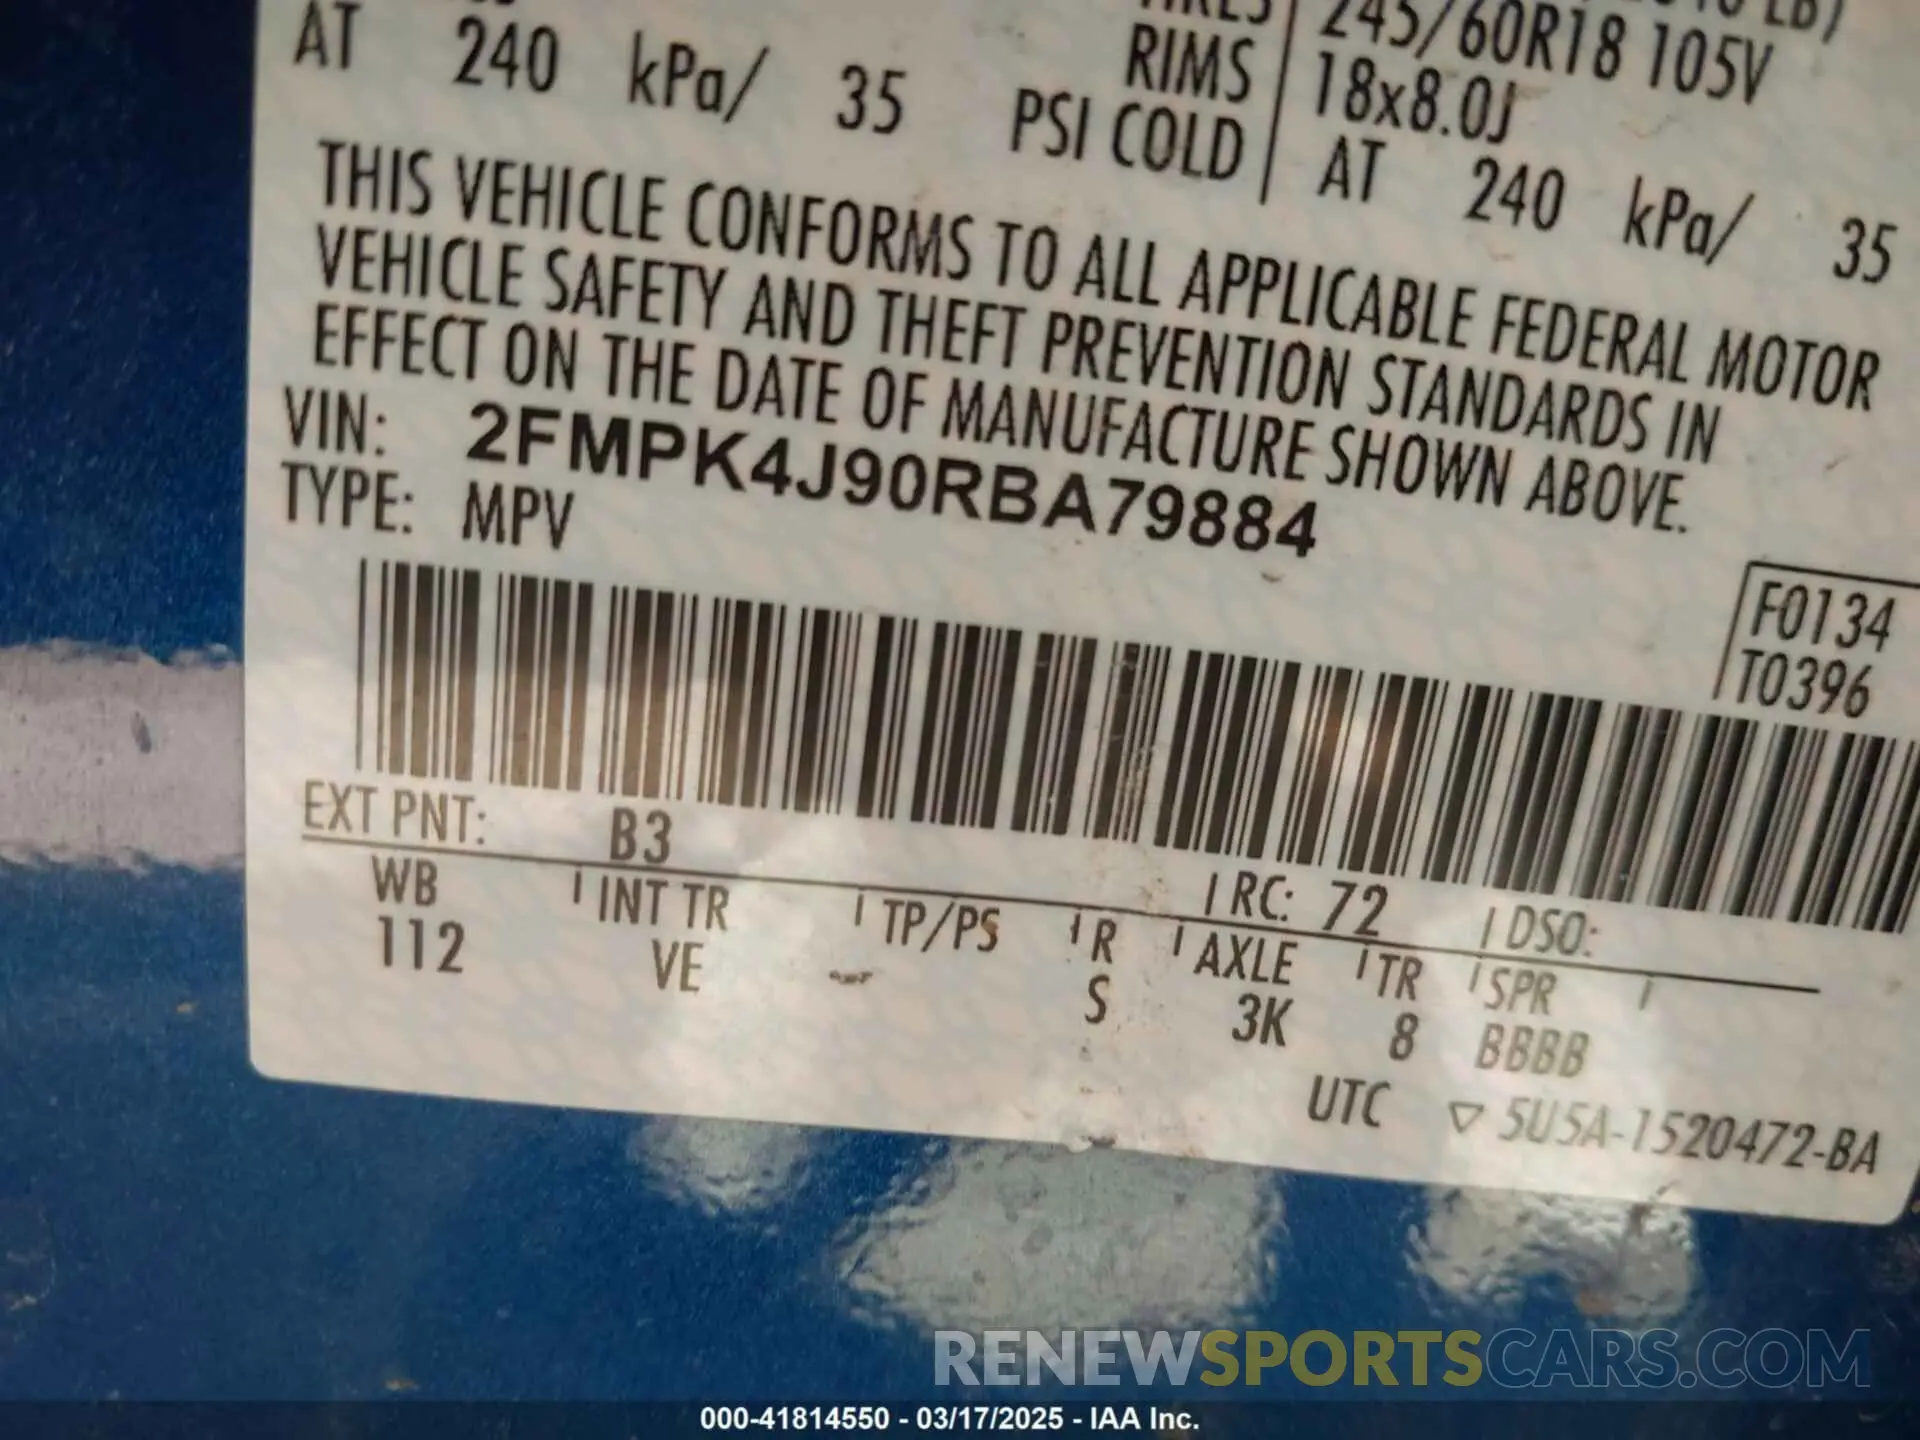 245/60R18 105V
AT 240 kPa/ 35 PSI COLD
RIMS 18x8.0J
AT 240 kPa/ 35
THIS VEHICLE CONFORMS TO ALL APPLICABLE FEDERAL MOTOR
VEHICLE SAFETY AND THEFT PREVENTION STANDARDS IN
EFFECT ON THE DATE OF MANUFACTURE SHOWN ABOVE.
VIN: 2FMPK4J90RBA79884
TYPE: MPV
F0134
T0396
EXT PNT: B3 RC: 72 DSO:
WB INT TR TP/PS R AXLE TR SPR
112 VE S 3K 8 BBBB
UTC ▽ 5U5A-1520472-BA
RENEWSPORTSCARS.COM
000-41814550 - 03/17/2025 - IAA Inc.